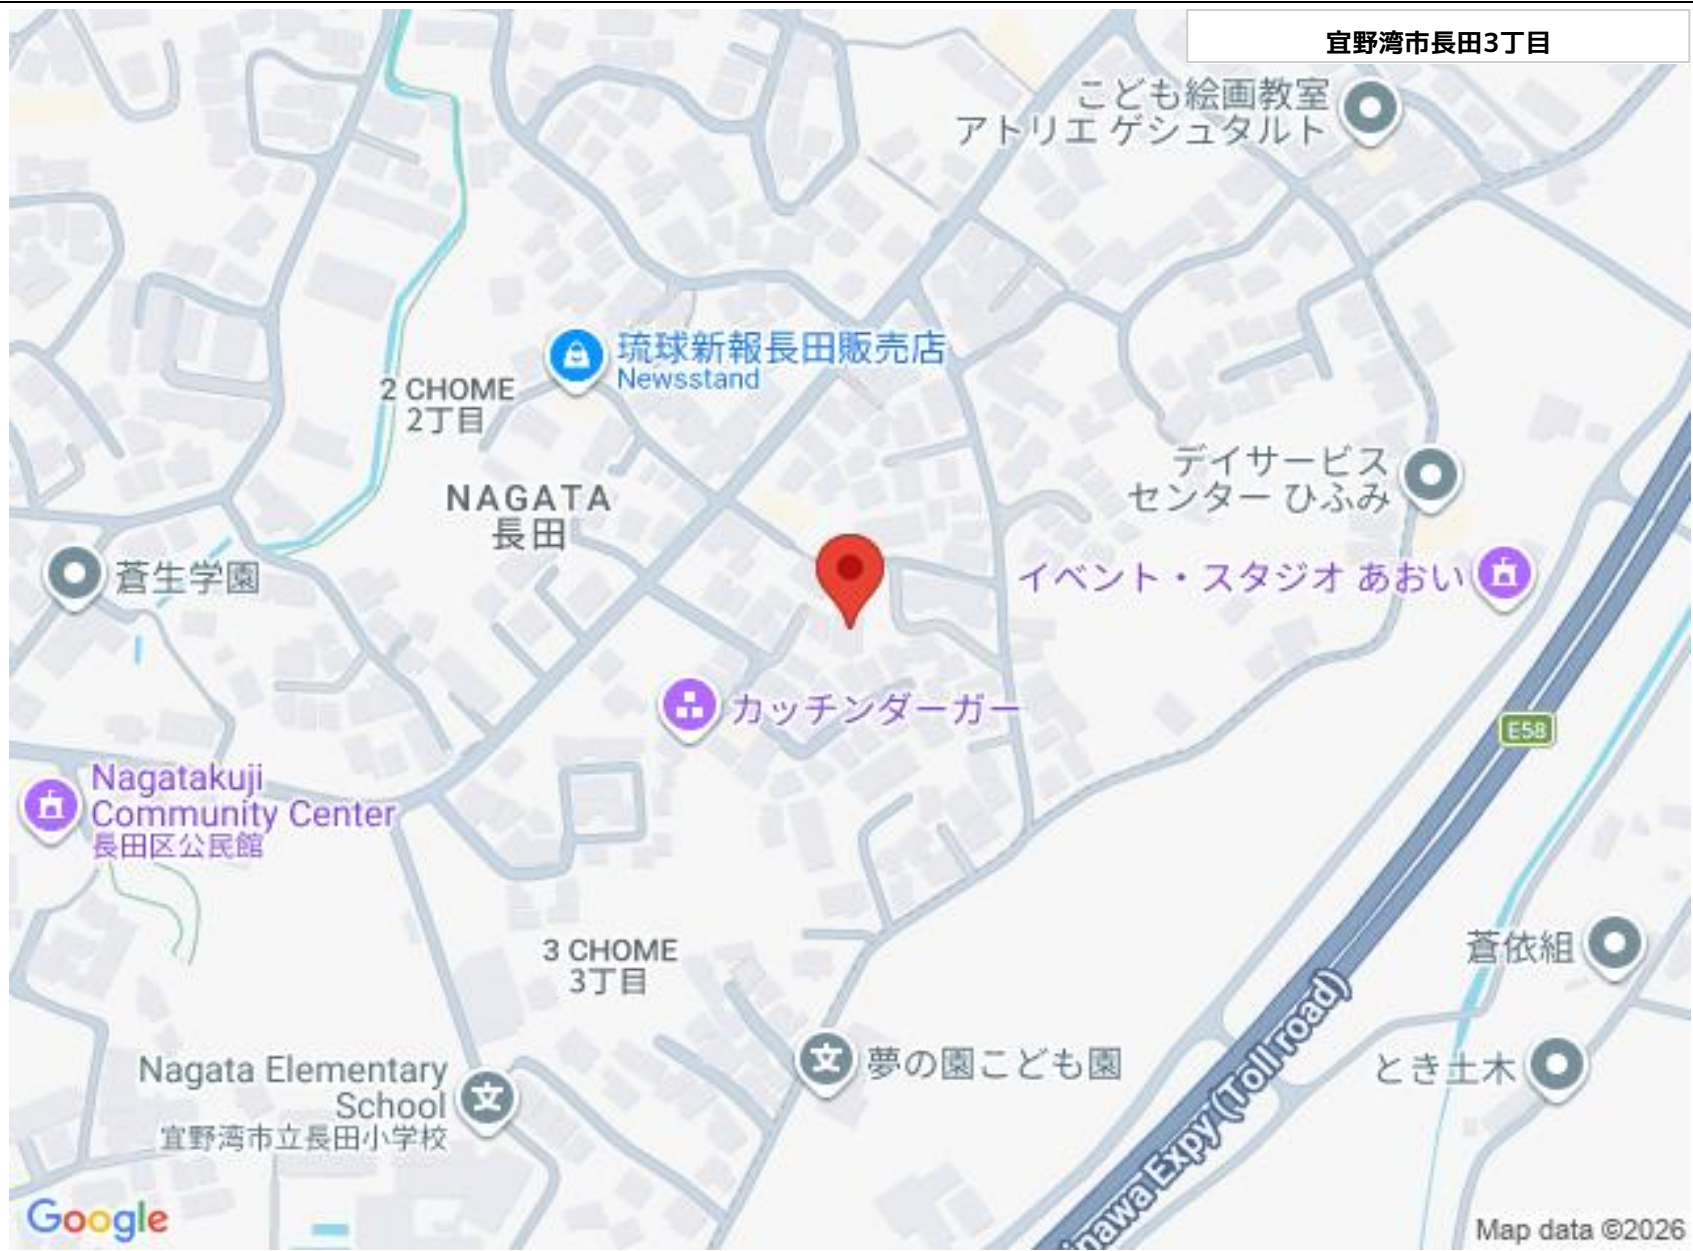 宜野湾市長田3丁目
こども絵画教室
アトリエ ゲシュタルト
琉球新報長田販売店
Newsstand
2 CHOME
2丁目
NAGATA
長田
デイサービス
センター ひふみ
蒼生学園
イベント・スタジオ あおい
カッチンダーガー
E58
Nagatakuji
Community Center
長田区公民館
3 CHOME
3丁目
蒼依組
Nagata Elementary
School
宜野湾市立長田小学校
夢の園こども園
とき土木
inawa Expy (Toll road)
Google
Map data ©2026